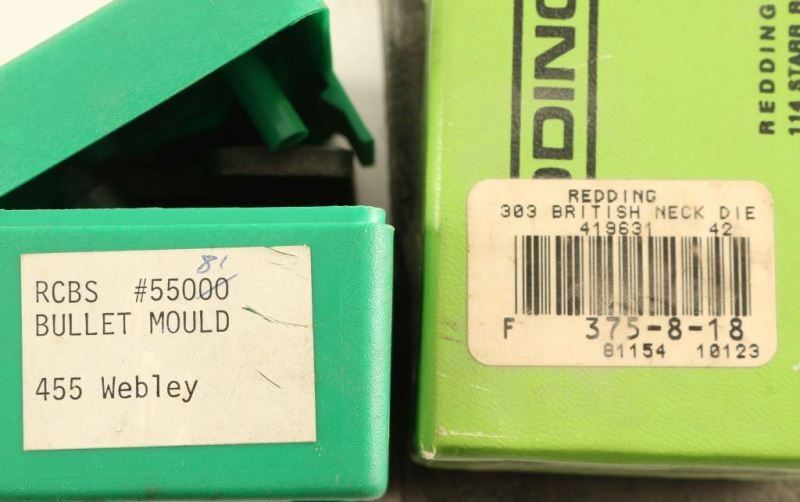 81
RCBS #55000
BULLET MOULD
455 Webley
REDDING
114 STARR
REDDING
303 BRITISH NECK DIE
419631 42
F 375-8-18
81154 10123